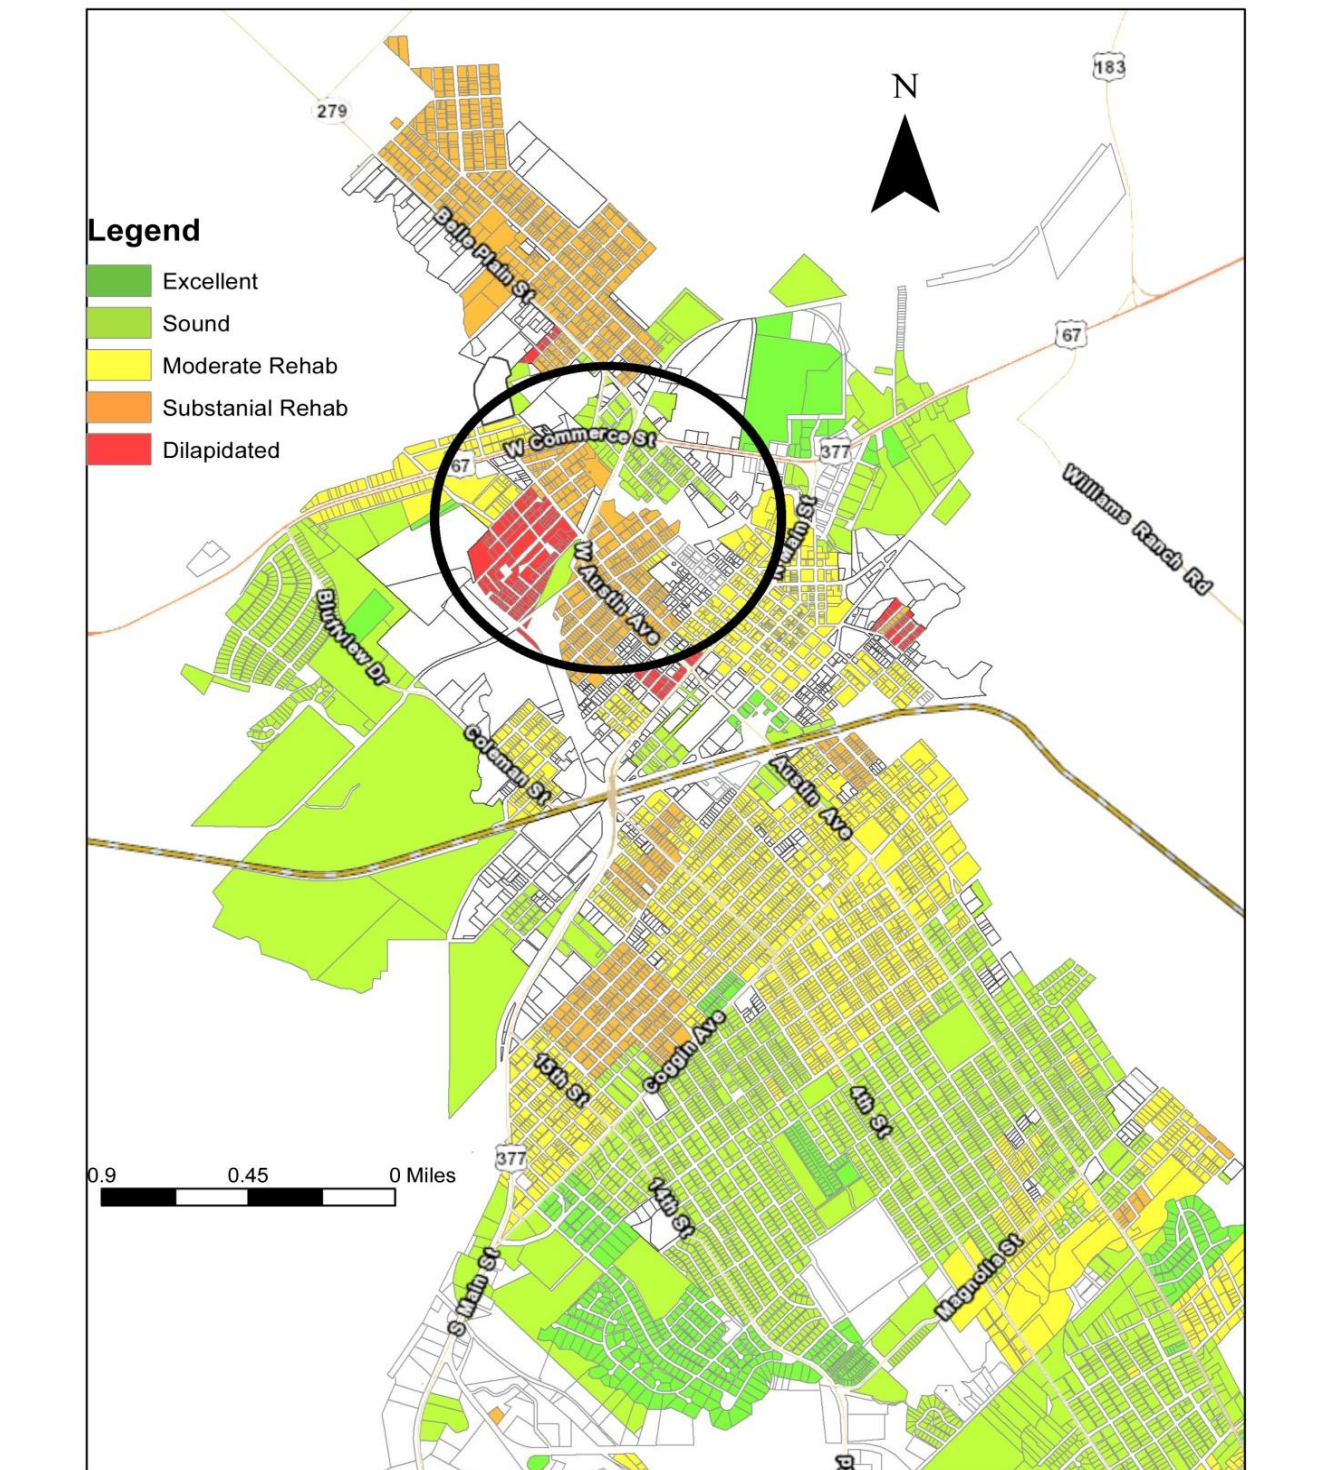 N
183
279
Legend
Excellent
Sound
Moderate Rehab
Substanial Rehab
Dilapidated
Belle Plain St
67
W Commerce St
67
377
Main St
Williams Ranch Rd
W Austin Ave
Bluffview Dr
Coleman St
Austin Ave
15th St
Coggin Ave
4th St
377
0.9 0.45 0 Miles
14th St
S Main St
Magnolia St